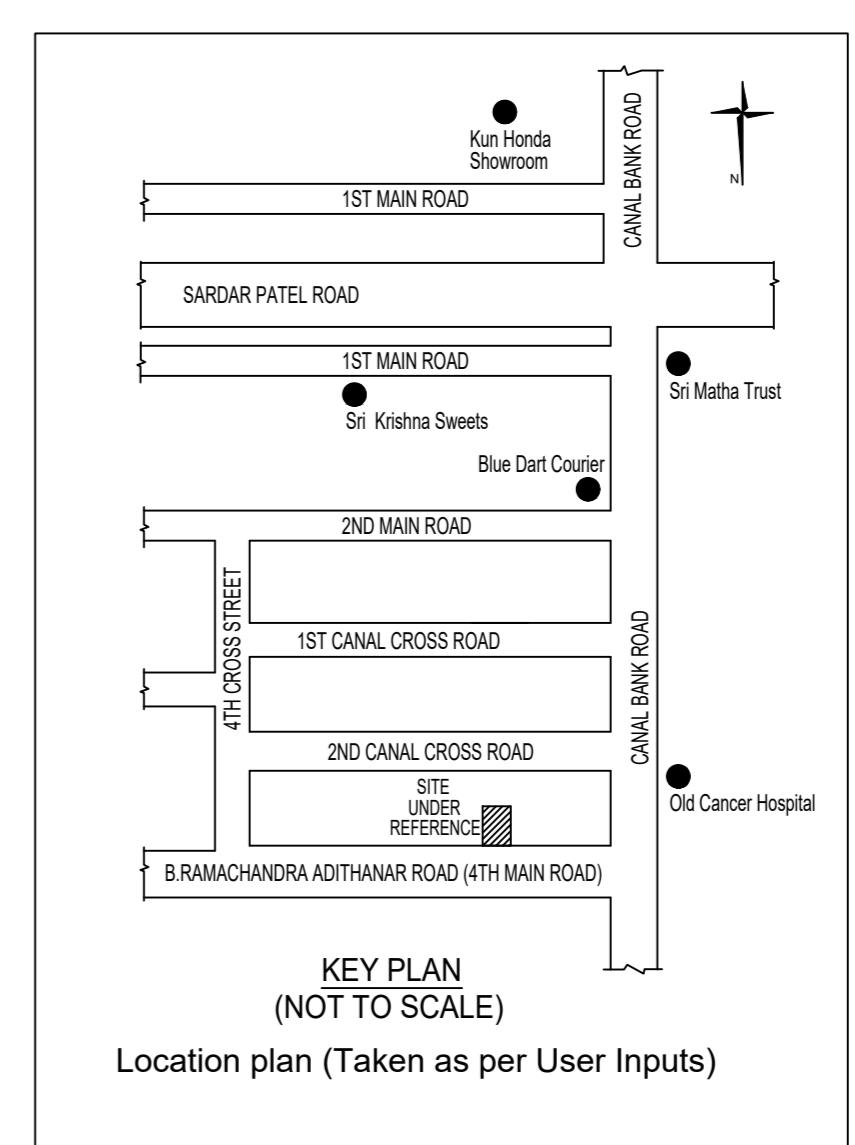 Kun Honda
Showroom
CANAL BANK ROAD
N
1ST MAIN ROAD
SARDAR PATEL ROAD
1ST MAIN ROAD
Sri Matha Trust
Sri Krishna Sweets
Blue Dart Courier
2ND MAIN ROAD
4TH CROSS STREET
1ST CANAL CROSS ROAD
CANAL BANK ROAD
2ND CANAL CROSS ROAD
SITE
UNDER
REFERENCE
Old Cancer Hospital
B.RAMACHANDRA ADITHANAR ROAD (4TH MAIN ROAD)
KEY PLAN
(NOT TO SCALE)
Location plan (Taken as per User Inputs)